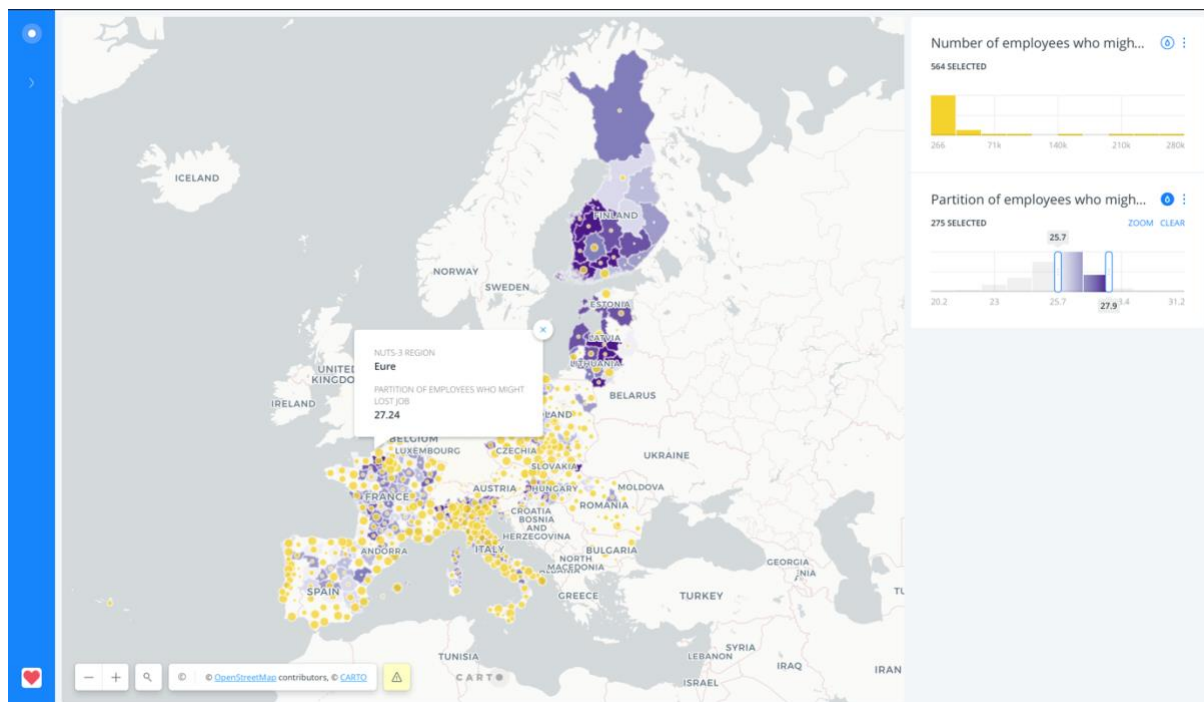 Number of employees who migh...
564 SELECTED
266 71k 140k 210k 280k
Partition of employees who migh...
275 SELECTED
ZOOM CLEAR
25.7
20.2 23 25.7 31.2
27.9
ICELAND
FINLAND
NORWAY
SWEDEN
ESTONIA
LATVIA
LITHUANIA
NUTS-3 REGION
Eure
PARTITION OF EMPLOYEES WHO MIGHT
LOST JOB
27.24
UNITED
KINGDO
IRELAND
BELARUS
LAND
BELGIUM
LUXEMBOURG
CZECHIA
UKRAINE
SLOVAKIA
AUSTRIA
HUNGARY
MOLDOVA
FRANCE
ROMANIA
CROATIA
BOSNIA
AND
HERZEGOVINA
ANDORRA
ITALY
BULGARIA
NORTH
MACEDONIA
GEORGIA
NIA
SPAIN
GREECE
TURKEY
TU
TUNISIA
SYRIA
LEBANON
IRAQ
IRAN
ISRAEL
© © OpenStreetMap contributors, © CARTO
CARTO